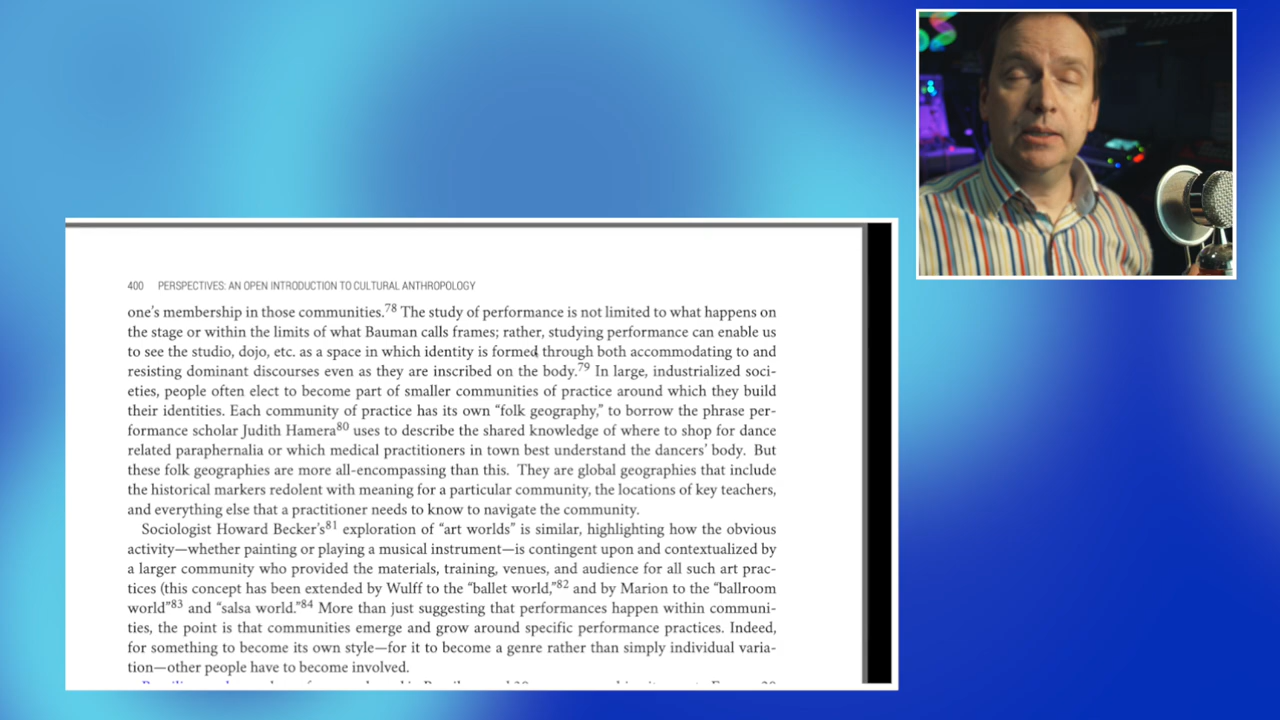 400 PERSPECTIVES: AN OPEN INTRODUCTION TO CULTURAL ANTHROPOLOGY
one's membership in those communities.78 The study of performance is not limited to what happens on
the stage or within the limits of what Bauman calls frames; rather, studying performance can enable us
to see the studio, dojo, etc. as a space in which identity is formed through both accommodating to and
resisting dominant discourses even as they are inscribed on the body.79 In large, industrialized soci-
eties, people often elect to become part of smaller communities of practice around which they build
their identities. Each community of practice has its own “folk geography,” to borrow the phrase per-
formance scholar Judith Hamera80 uses to describe the shared knowledge of where to shop for dance
related paraphernalia or which medical practitioners in town best understand the dancers’ body. But
these folk geographies are more all-encompassing than this. They are global geographies that include
the historical markers redolent with meaning for a particular community, the locations of key teachers,
and everything else that a practitioner needs to know to navigate the community.
Sociologist Howard Becker’s81 exploration of “art worlds” is similar, highlighting how the obvious
activity—whether painting or playing a musical instrument—is contingent upon and contextualized by
a larger community who provided the materials, training, venues, and audience for all such art prac-
tices (this concept has been extended by Wulff to the “ballet world,”82 and by Marion to the “ballroom
world”83 and “salsa world.”84 More than just suggesting that performances happen within communi-
ties, the point is that communities emerge and grow around specific performance practices. Indeed,
for something to become its own style—for it to become a genre rather than simply individual varia-
tion—other people have to become involved.